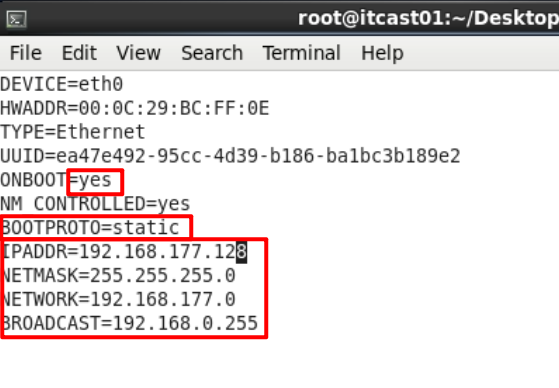 root@itcast01:~/Desktop
File Edit View Search Terminal Help
DEVICE=eth0
HWADDR=00:0C:29:BC:FF:0E
TYPE=Ethernet
UUID=ea47e492-95cc-4d39-b186-ba1bc3b189e2
ONBOOT=yes
NM_CONTROLLED=yes
BOOTPROTO=static
IPADDR=192.168.177.128
NETMASK=255.255.255.0
NETWORK=192.168.177.0
BROADCAST=192.168.0.255